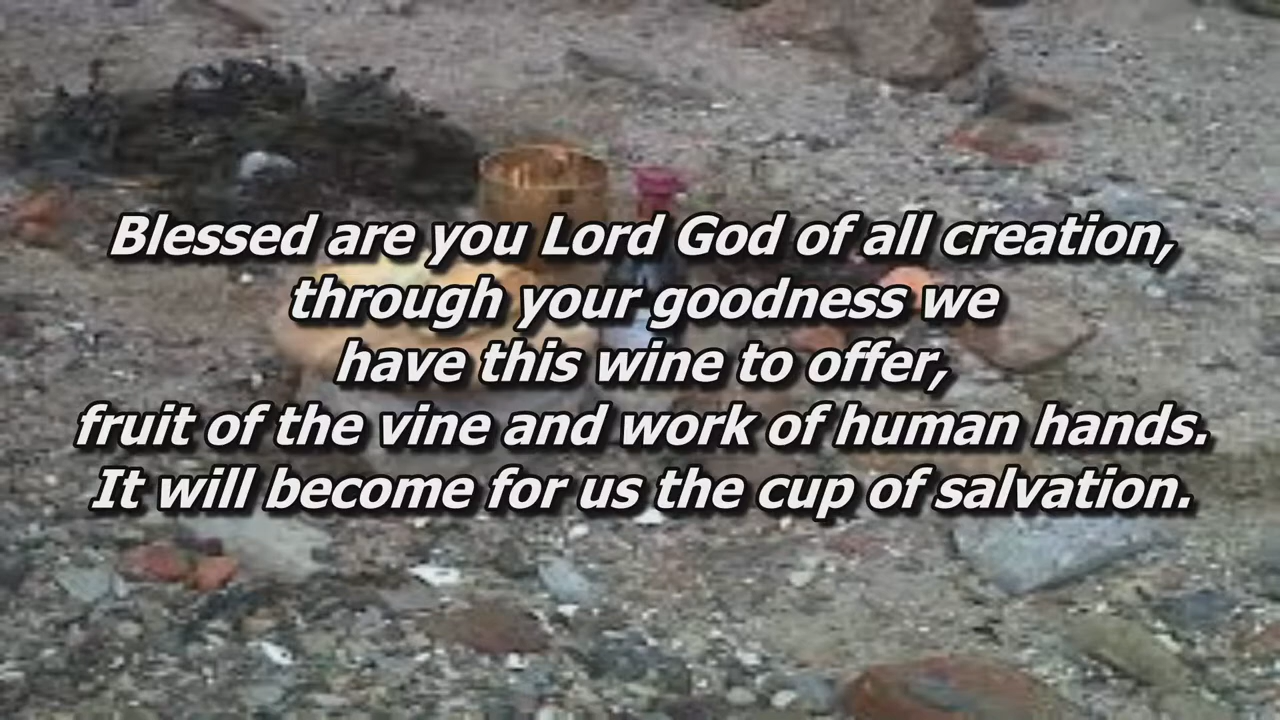 Blessed are you Lord God of all creation,
through your goodness we
have this wine to offer,
fruit of the vine and work of human hands.
It will become for us the cup of salvation.